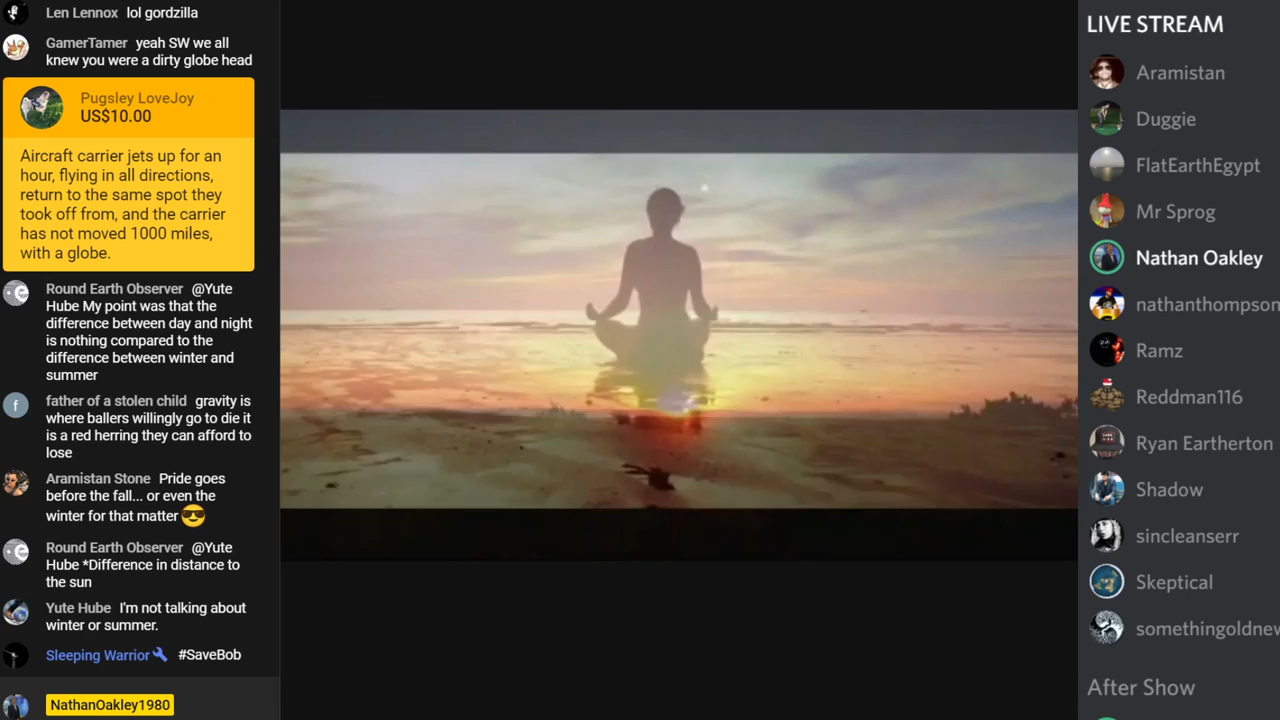 Len Lennox lol gordzilla
GamerTamer yeah SW we all
knew you were a dirty globe head
Pugsley LoveJoy
US$10.00
Aircraft carrier jets up for an
hour, flying in all directions,
return to the same spot they
took off from, and the carrier
has not moved 1000 miles,
with a globe.
Round Earth Observer @Yute
Hube My point was that the
difference between day and night
is nothing compared to the
difference between winter and
summer
f
father of a stolen child gravity is
where ballers willingly go to die it
is a red herring they can afford to
lose
Aramistan Stone Pride goes
before the fall... or even the
winter for that matter 😎
Round Earth Observer @Yute
Hube *Difference in distance to
the sun
Yute Hube I'm not talking about
winter or summer.
Sleeping Warrior #SaveBob
NathanOakley1980
LIVE STREAM
Aramistan
Duggie
FlatEarthEgypt
Mr Sprog
Nathan Oakley
nathanthompson
Ramz
Reddman116
Ryan Eartherton
Shadow
sincleanserr
Skeptical
somethingoldnew
After Show